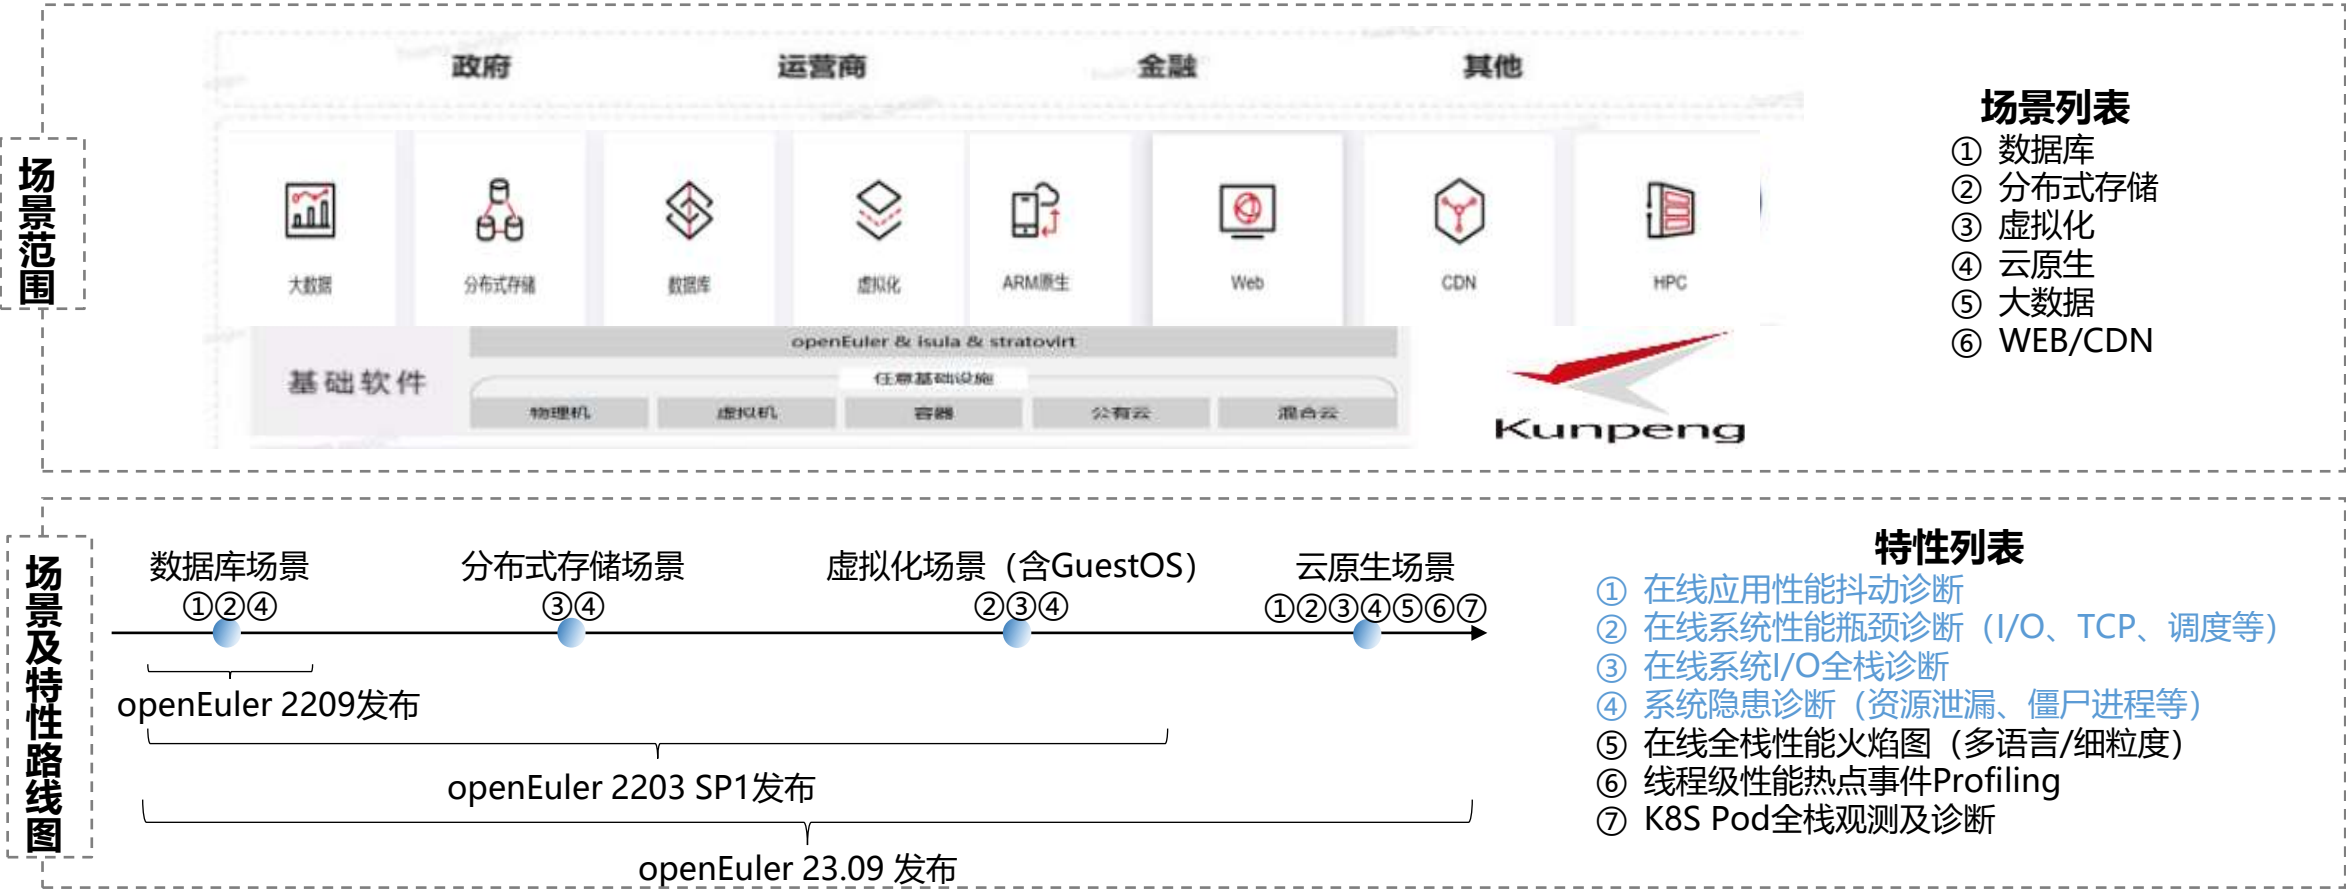 场景范围
政府 运营商 金融 其他
大数据 分布式存储 数据库 虚拟化 ARM原生 Web CDN HPC
基础软件
openEuler & isula & stratovirt
任意基础设施
物理机 虚拟机 容器 公有云 混合云
Kunpeng
场景列表
① 数据库
② 分布式存储
③ 虚拟化
④ 云原生
⑤ 大数据
⑥ WEB/CDN
场景及特性路线图
数据库场景 分布式存储场景 虚拟化场景（含GuestOS） 云原生场景
①②④ ③④ ②③④ ①②③④⑤⑥⑦
openEuler 2209发布
openEuler 2203 SP1发布
openEuler 23.09 发布
特性列表
① 在线应用性能抖动诊断
② 在线系统性能瓶颈诊断（I/O、TCP、调度等）
③ 在线系统I/O全栈诊断
④ 系统隐患诊断（资源泄漏、僵尸进程等）
⑤ 在线全栈性能火焰图（多语言/细粒度）
⑥ 线程级性能热点事件Profiling
⑦ K8S Pod全栈观测及诊断